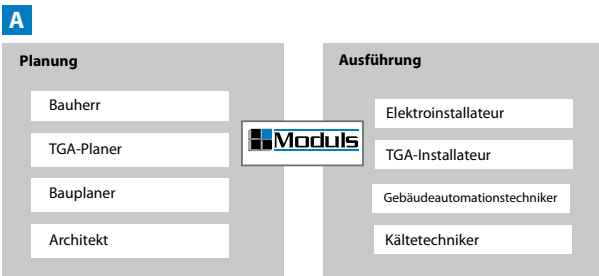 A
Planung
Bauherr
TGA-Planer
Bauplaner
Architekt
Moduls
Ausführung
Elektroinstallateur
TGA-Installateur
Gebäudeautomationstechniker
Kältetechniker